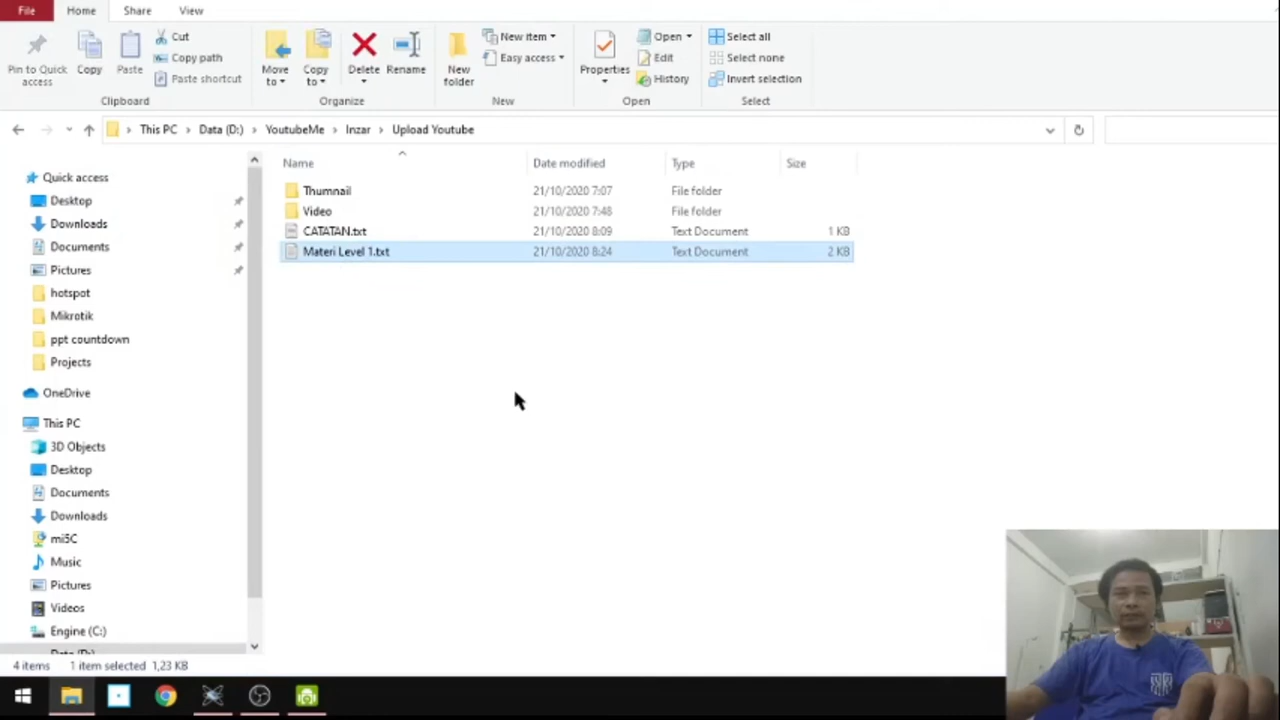 File Home Share View
Pin to Quick access
Copy
Paste
Cut
Copy path
Paste shortcut
Clipboard
Move to
Copy to
Delete
Rename
Organize
New folder
New item
Easy access
New
Properties
Open
Edit
History
Open
Select all
Select none
Invert selection
Select
This PC Data (D:) YoutubeMe Inzar Upload Youtube
Quick access
Desktop
Downloads
Documents
Pictures
hotspot
Mikrotik
ppt countdown
Projects
OneDrive
This PC
3D Objects
Desktop
Documents
Downloads
mi5C
Music
Pictures
Videos
Engine (C:)
Data (D:)
Name Date modified Type Size
Thumnail 21/10/2020 7:07 File folder
Video 21/10/2020 7:48 File folder
CATATAN.txt 21/10/2020 8:09 Text Document 1 KB
Materi Level 1.txt 21/10/2020 8:24 Text Document 2 KB
4 items 1 item selected 1,23 KB